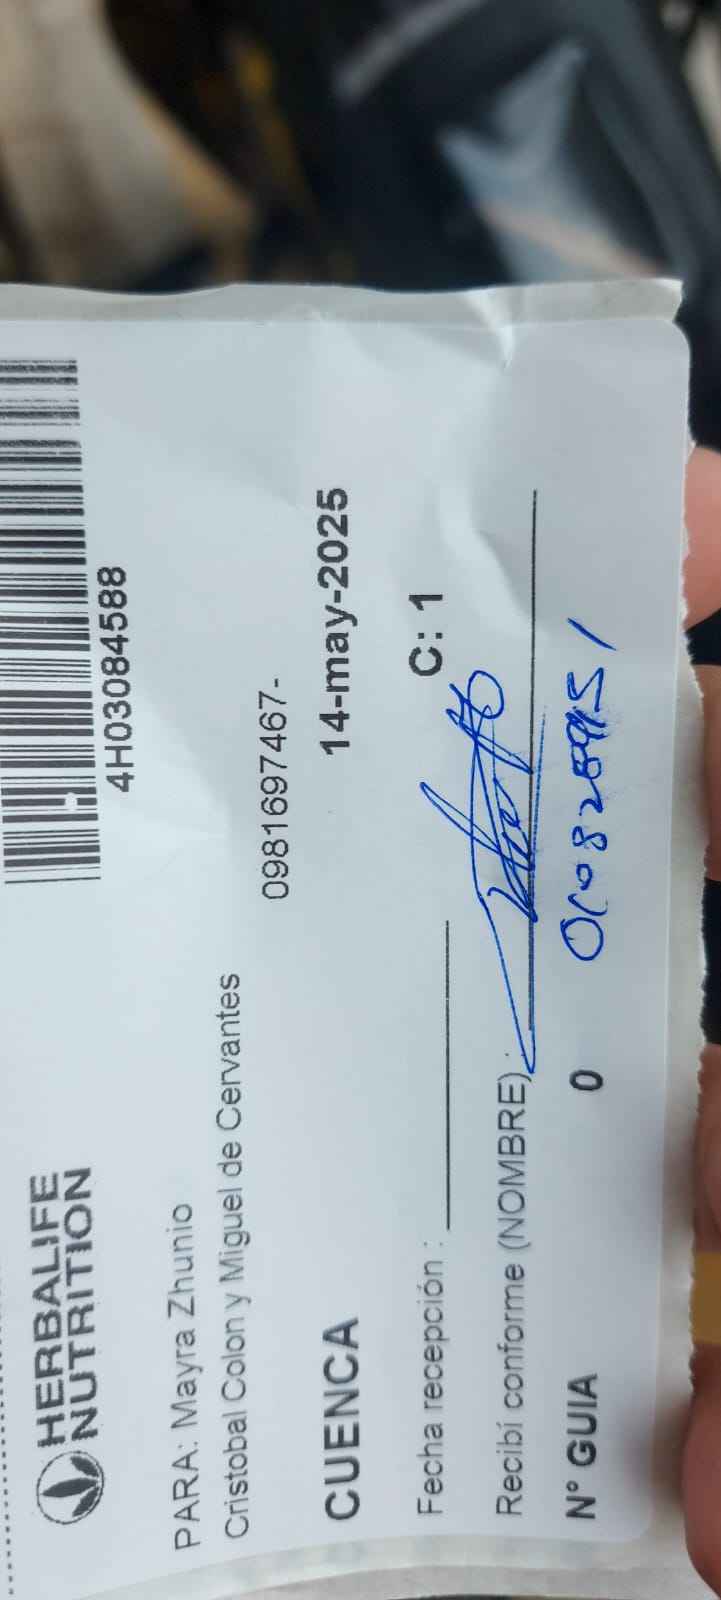 HERBALIFE
NUTRITION
4H03084588
PARA: Mayra Zhunio
Cristobal Colon y Miguel de Cervantes
0981697467-
CUENCA 14-may-2025
Fecha recepción : C: 1
Recibí conforme (NOMBRE) :
N° GUIA 0